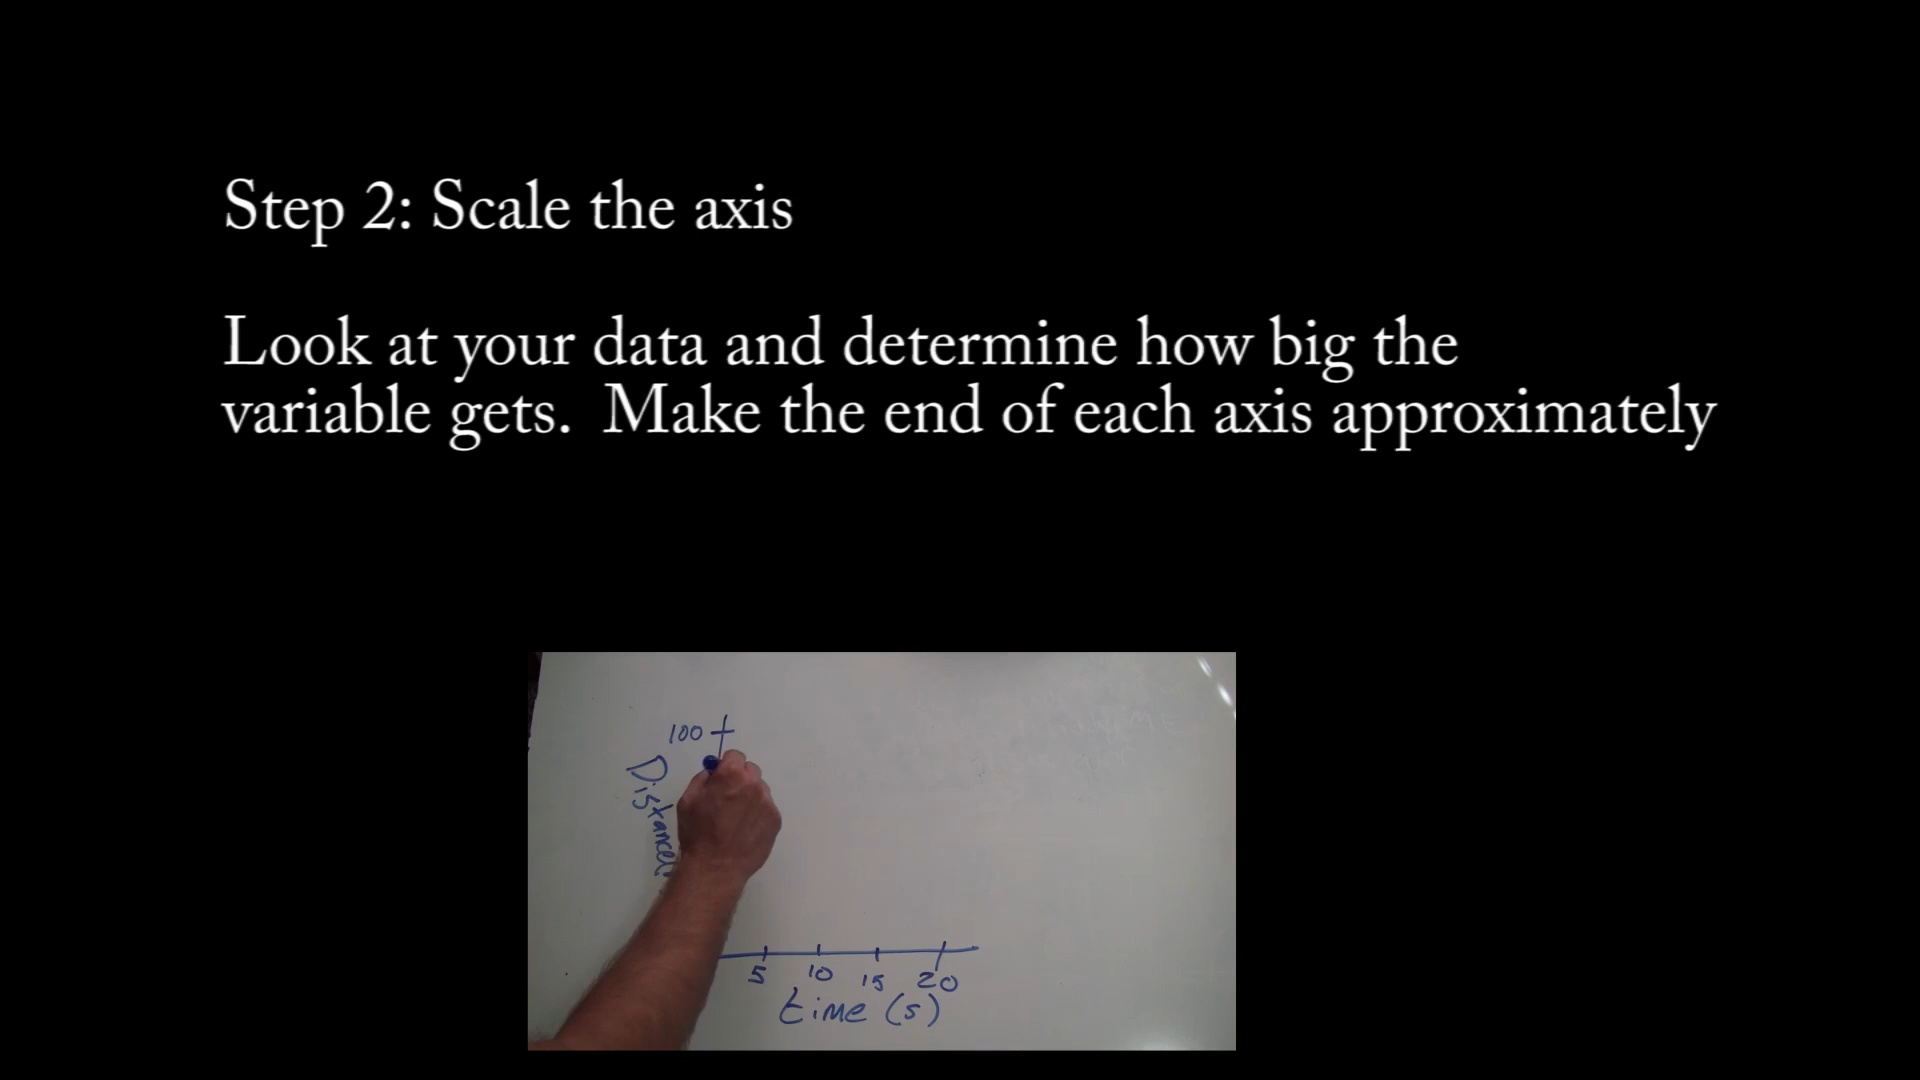 Step 2: Scale the axis
Look at your data and determine how big the
variable gets.  Make the end of each axis approximately
100
Distance
5 10 15 20
time (s)